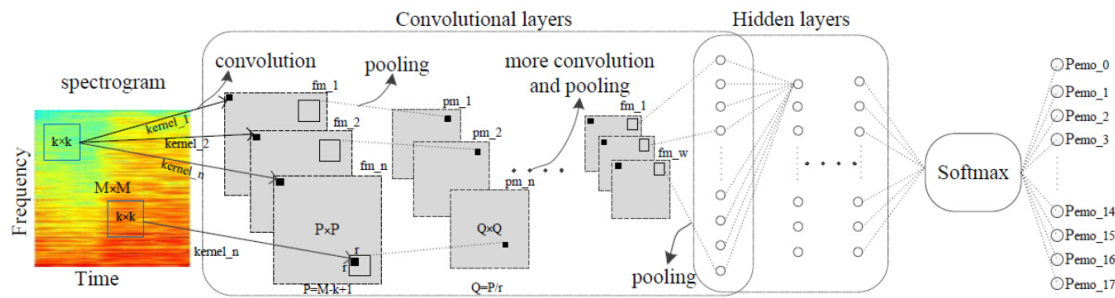 Convolutional layers
Hidden layers
spectrogram
convolution
pooling
more convolution
and pooling
Frequency
Time
k×k
M×M
k×k
kernel_1
kernel_2
kernel_n
kernel_n
fm_1
fm_2
fm_n
P×P
r
r
P=M-k+1
pm_1
pm_2
pm_n
Q×Q
Q=P/r
fm_1
fm_w
pooling
Softmax
Pemo_0
Pemo_1
Pemo_2
Pemo_3
Pemo_14
Pemo_15
Pemo_16
Pemo_17